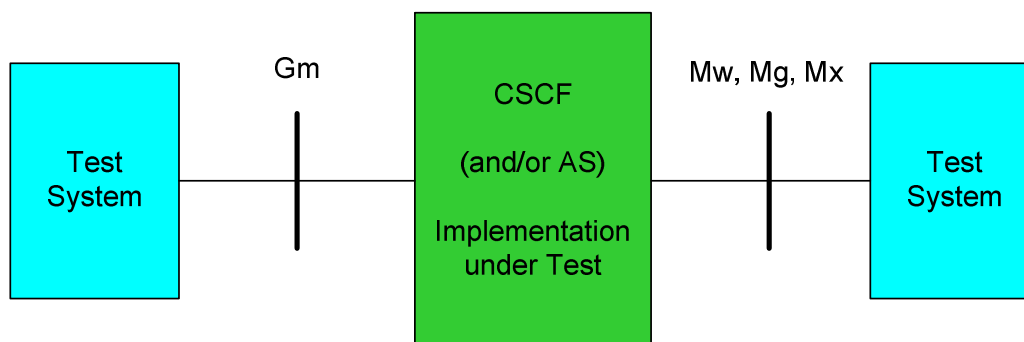 Gm
Mw, Mg, Mx
Test
System
CSCF
(and/or AS)
Implementation
under Test
Test
System